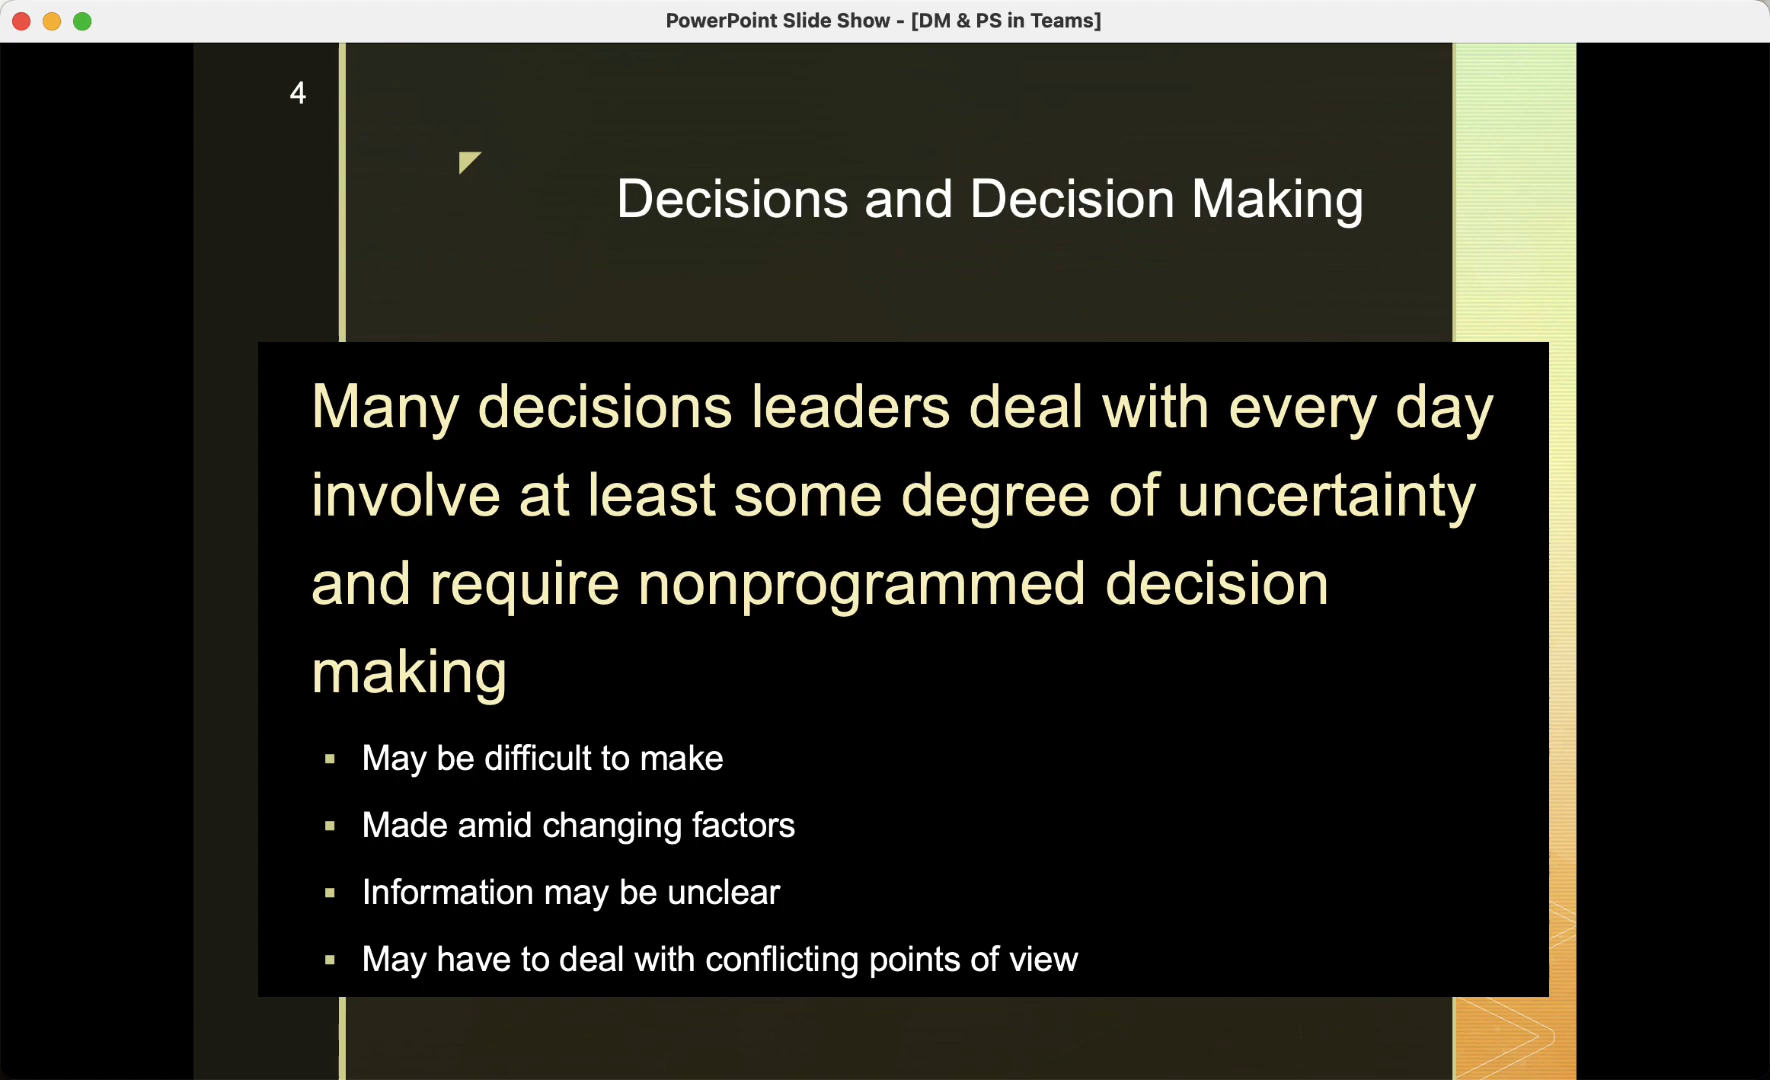 PowerPoint Slide Show - [DM & PS in Teams]
4
Decisions and Decision Making
Many decisions leaders deal with every day
involve at least some degree of uncertainty
and require nonprogrammed decision
making
▪ May be difficult to make
▪ Made amid changing factors
▪ Information may be unclear
▪ May have to deal with conflicting points of view